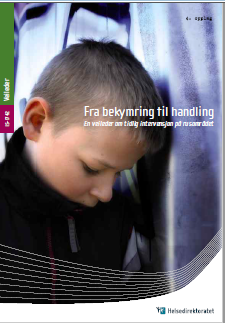 4. opplag
Veileder
IS-1742
Fra bekymring til handling
En veileder om tidlig intervensjon på rusområdet
Helsedirektoratet